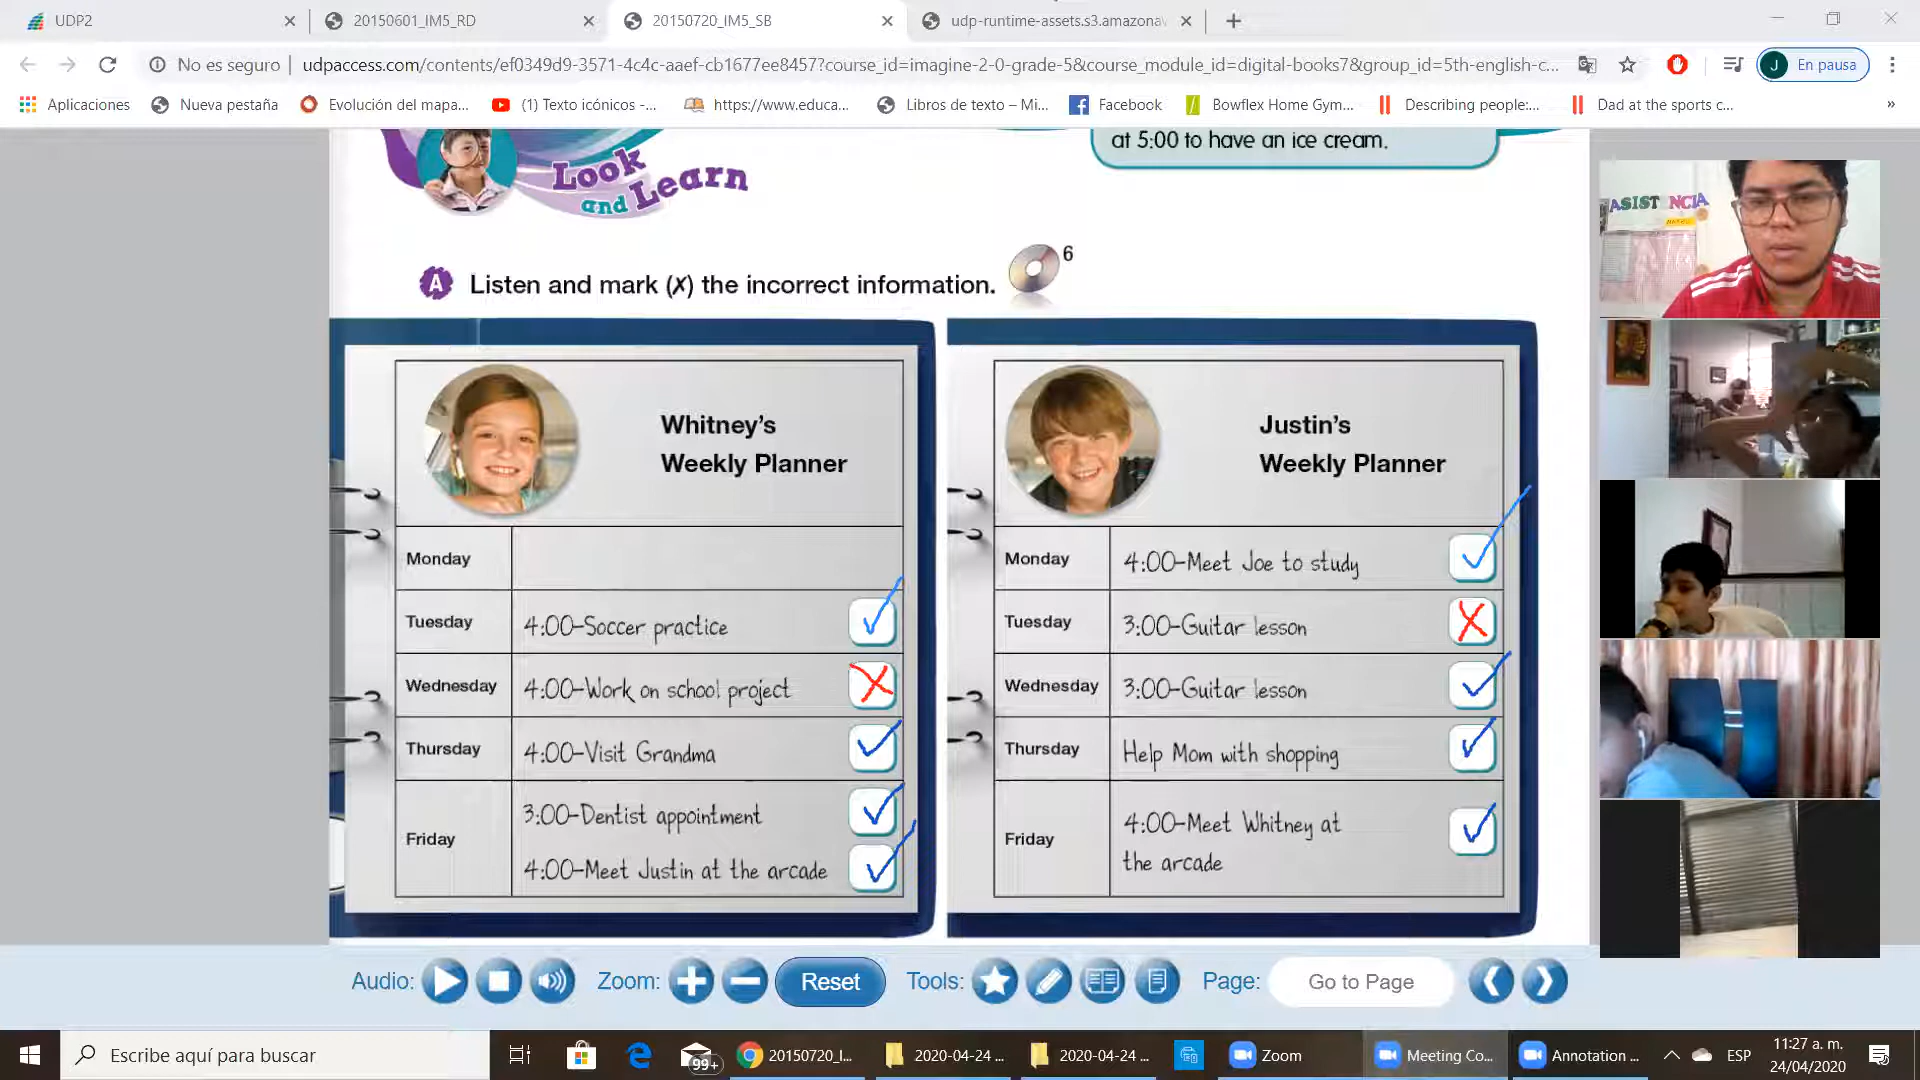 UDP2
20150601_IM5_RD
20150720_IM5_SB
udp-runtime-assets.s3.amazonav
No es seguro
udpaccess.com/contents/ef0349d9-3571-4c4c-aaef-cb1677ee8457?course_id=imagine-2-0-grade-5&course_module_id=digital-books7&group_id=5th-english-c...
J En pausa
Aplicaciones
Nueva pestaña
Evolución del mapa...
(1) Texto icónicos -...
https://www.educa...
Libros de texto – Mi...
Facebook
Bowflex Home Gym...
Describing people:...
Dad at the sports c...
»
at 5:00 to have an ice cream.
Look
and Learn
A Listen and mark (✗) the incorrect information.
6
Whitney's
Weekly Planner
Monday
Tuesday 4:00-Soccer practice
Wednesday 4:00-Work on school project
Thursday 4:00-Visit Grandma
Friday
3:00-Dentist appointment
4:00-Meet Justin at the arcade
Justin's
Weekly Planner
Monday 4:00-Meet Joe to study
Tuesday 3:00-Guitar lesson
Wednesday 3:00-Guitar lesson
Thursday Help Mom with shopping
Friday
4:00-Meet Whitney at
the arcade
ASIST NCIA
Audio:
Zoom:
Reset
Tools:
Page:
Go to Page
Escribe aquí para buscar
99+
20150720_I...
2020-04-24 ...
2020-04-24 ...
Zoom
Meeting Co...
Annotation ...
ESP
11:27 a. m.
24/04/2020